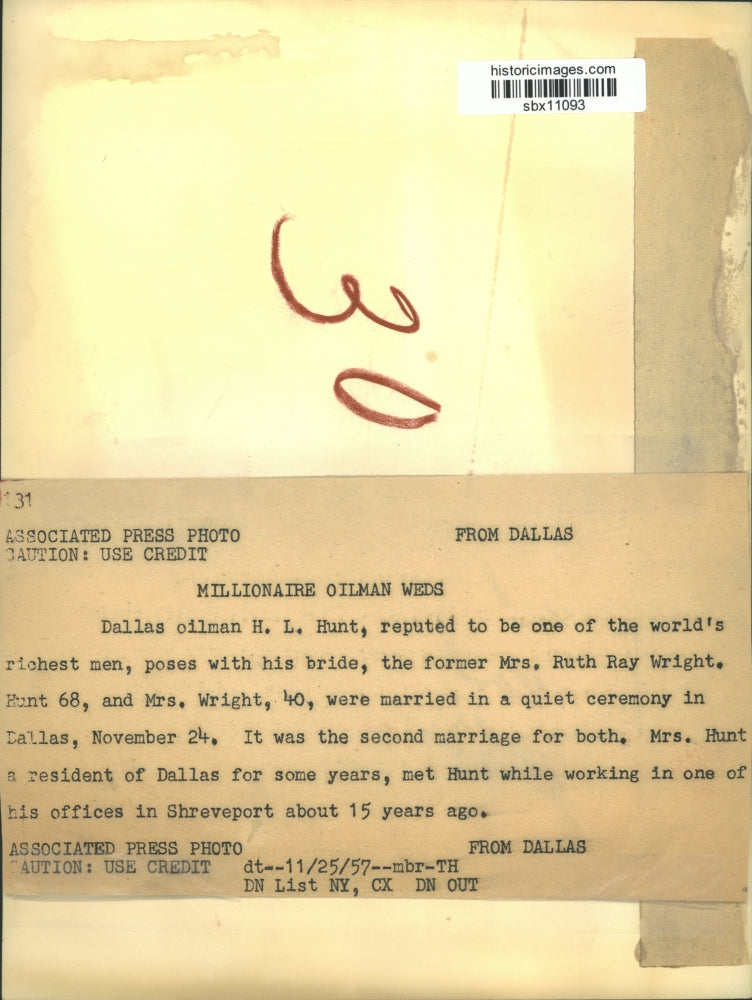 historicimages.com
sbx11093
30
131
ASSOCIATED PRESS PHOTO FROM DALLAS
CAUTION: USE CREDIT
MILLIONAIRE OILMAN WEDS
Dallas oilman H. L. Hunt, reputed to be one of the world's
richest men, poses with his bride, the former Mrs. Ruth Ray Wright.
Hunt 68, and Mrs. Wright, 40, were married in a quiet ceremony in
Dallas, November 24. It was the second marriage for both. Mrs. Hunt
a resident of Dallas for some years, met Hunt while working in one of
his offices in Shreveport about 15 years ago.
ASSOCIATED PRESS PHOTO FROM DALLAS
CAUTION: USE CREDIT dt--11/25/57--mbr-TH
DN List NY, CX DN OUT